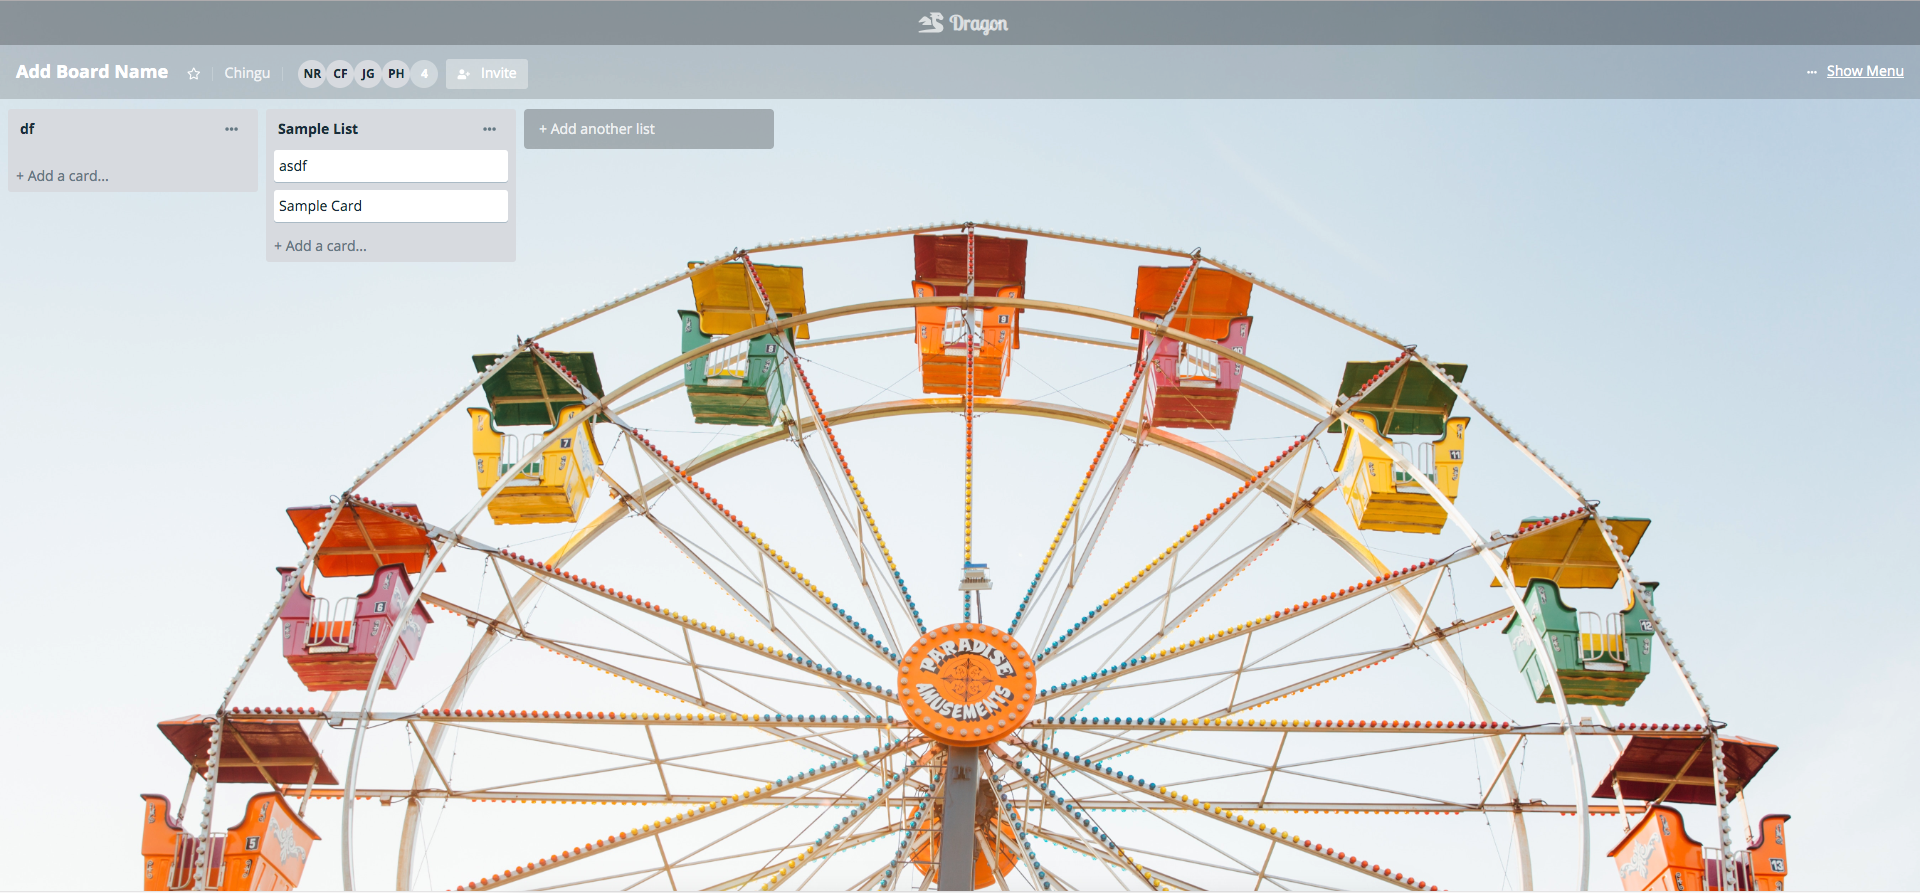 Dragon
Add Board Name
Chingu
NR CF JG PH 4
Invite
... Show Menu
df ...
+ Add a card...
Sample List ...
asdf
Sample Card
+ Add a card...
+ Add another list
8
9
7
11
6
12
PARADISE
AMUSEMENTS
5
13